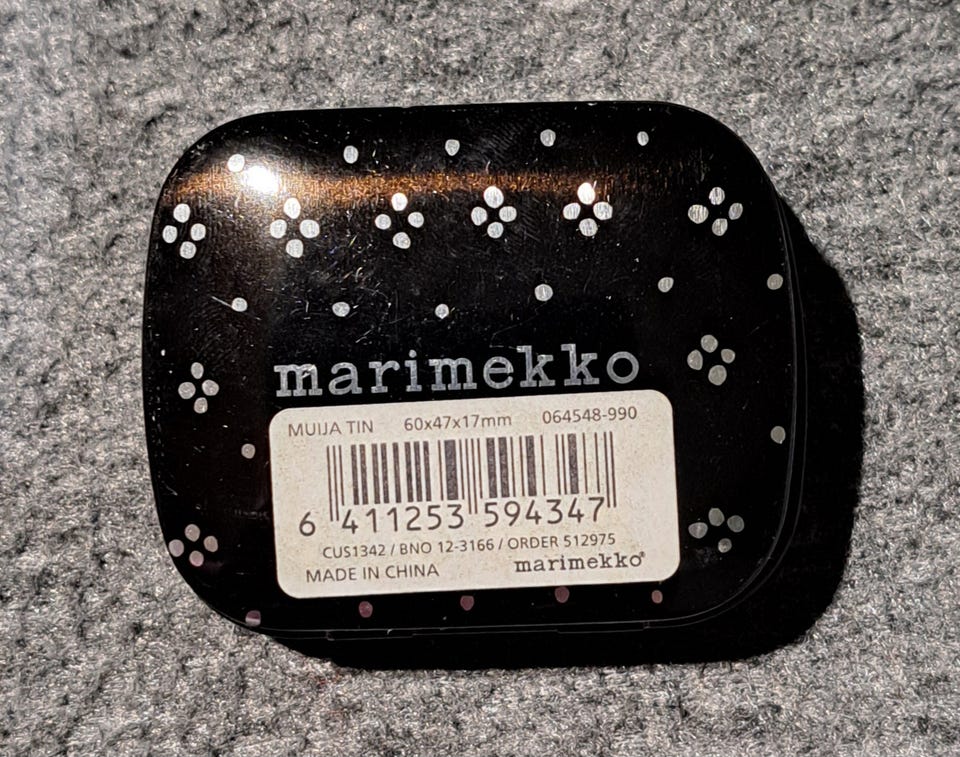 marimekko
MUIJA TIN 60x47x17mm 064548-990
6 411253 594347
CUS1342 / BNO 12-3166 / ORDER 512975
MADE IN CHINA marimekko®